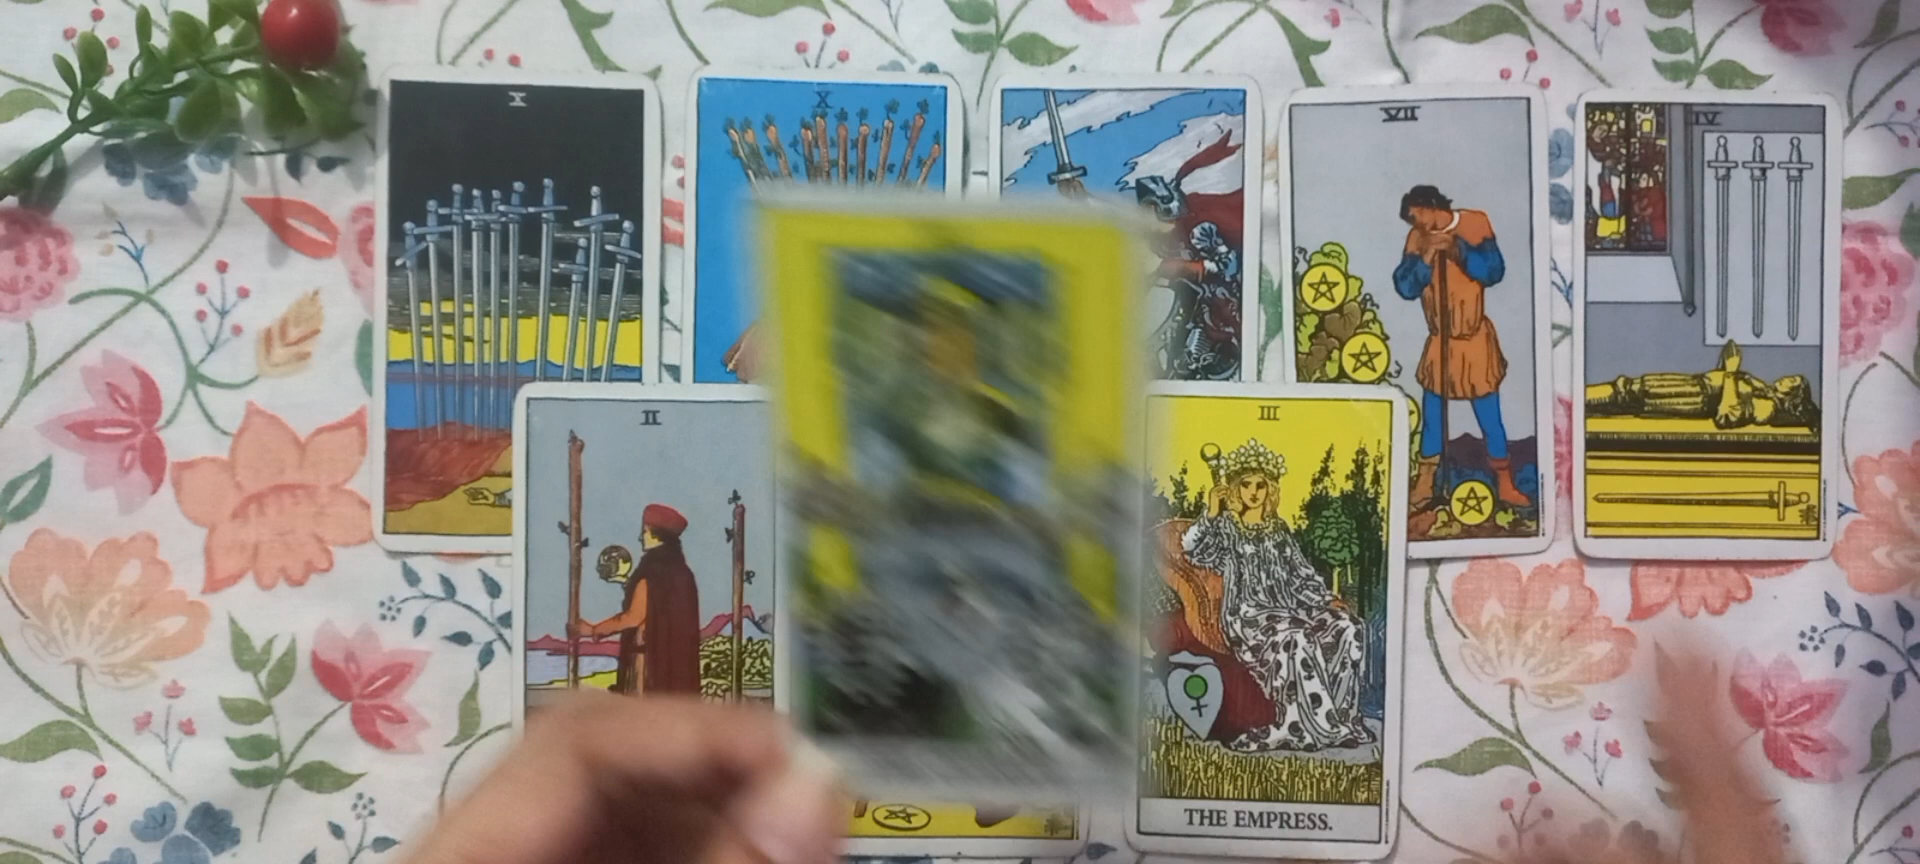 X
X
VII
IV
II
III
THE EMPRESS.